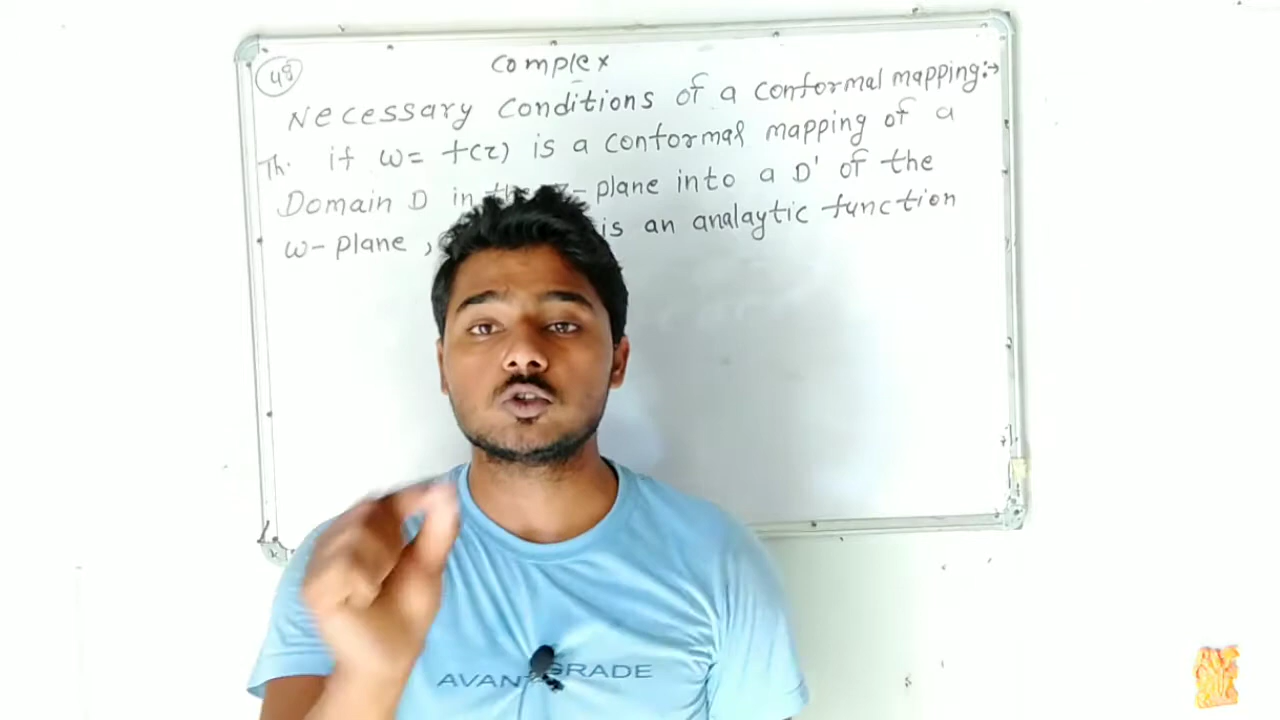 48
Complex
Necessary Conditions of a conformal mapping:→
Th. if w = f(z) is a conformal mapping of a
Domain D in the z- plane into a D' of the
w- plane , is an analaytic function
AVANT GRADE